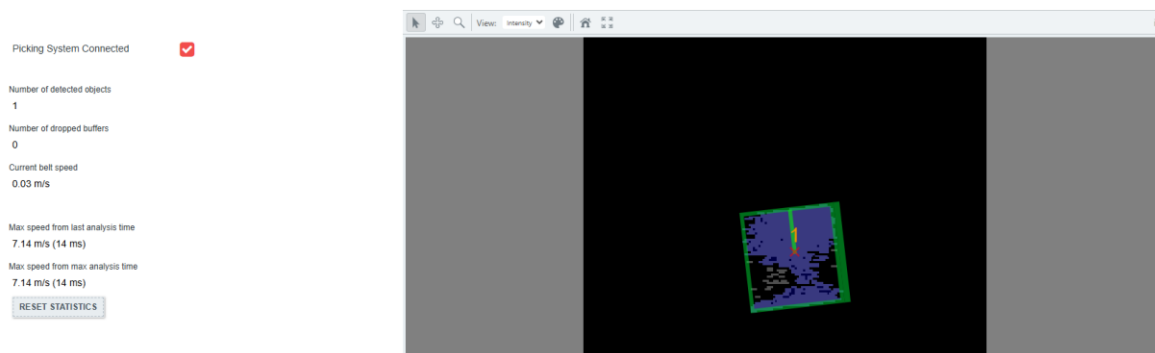 View: Intensity
Picking System Connected
Number of detected objects
1
Number of dropped buffers
0
Current belt speed
0.03 m/s
Max speed from last analysis time
7.14 m/s (14 ms)
Max speed from max analysis time
7.14 m/s (14 ms)
RESET STATISTICS
1